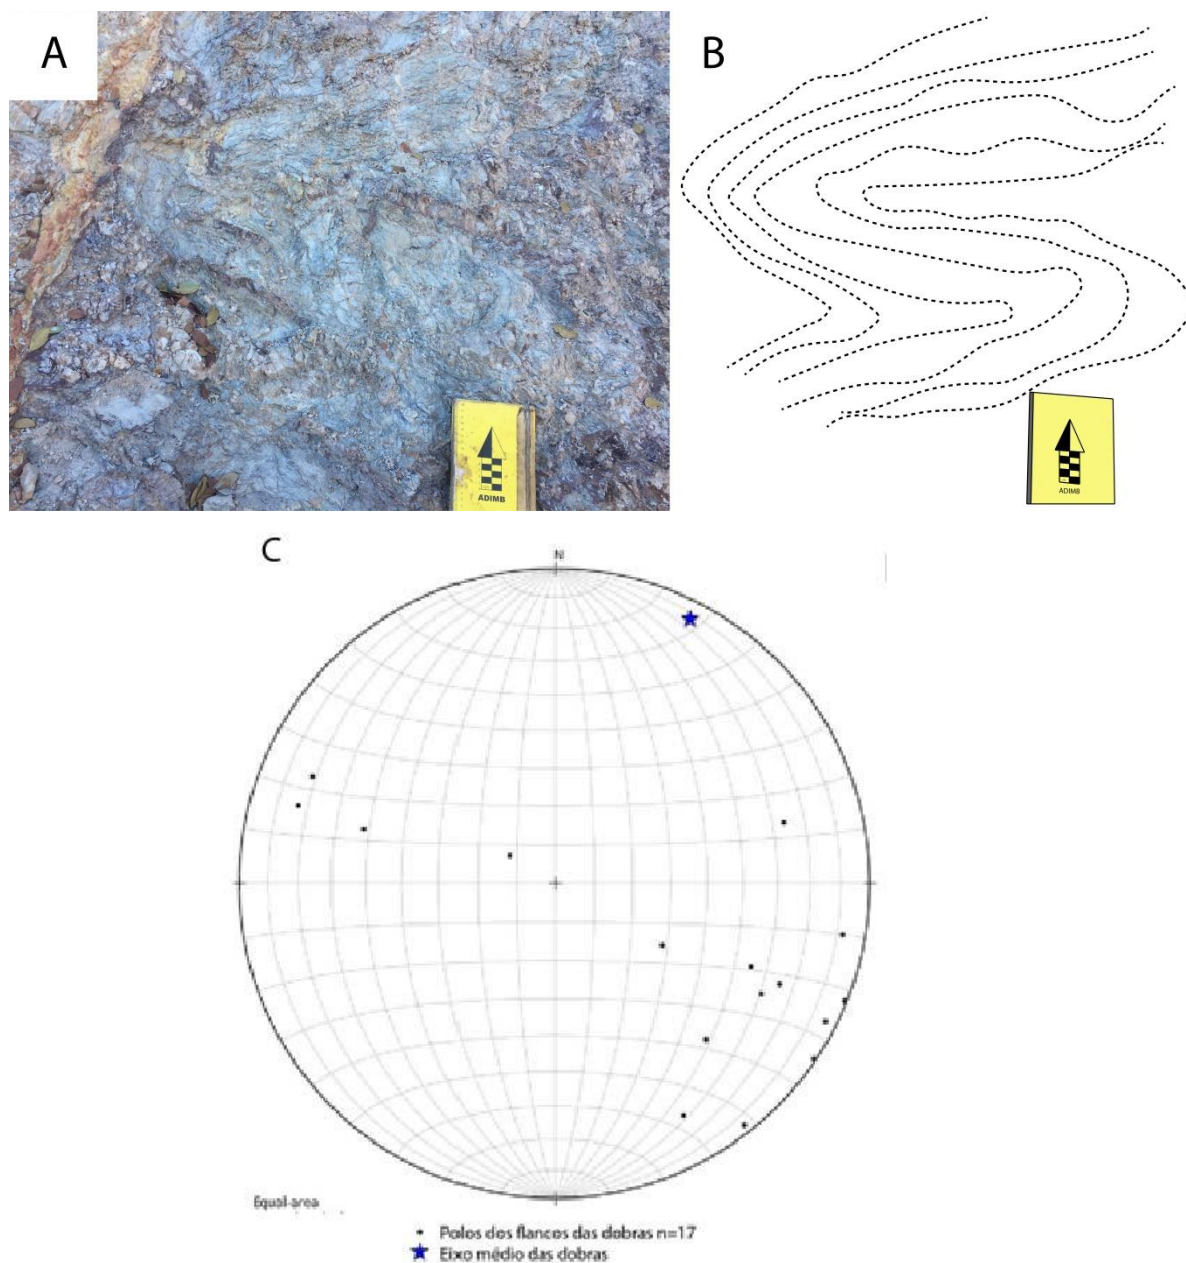 A
B
ADIMB
ADIMB
C
N
Equal-area
Polos dos flancos das dobras n=17
Eixo médio das dobras